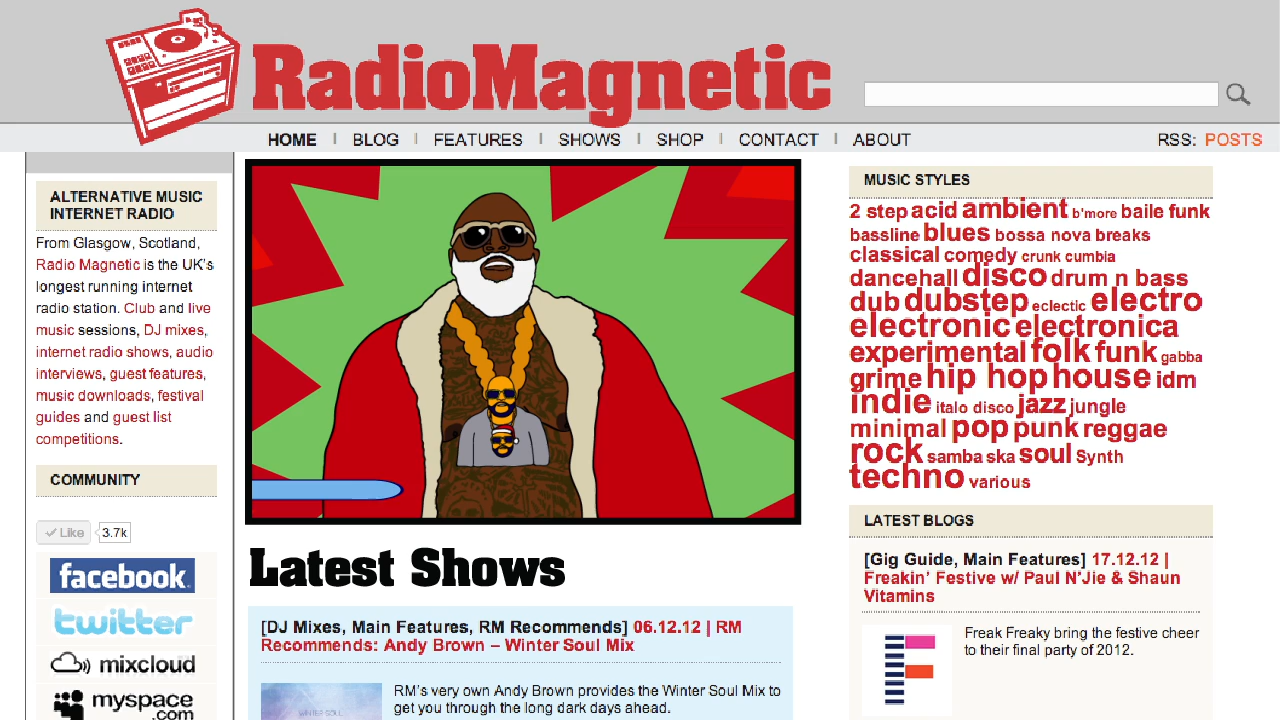 RadioMagnetic
HOME
BLOG
FEATURES
SHOWS
SHOP
CONTACT
ABOUT
RSS: POSTS
ALTERNATIVE MUSIC
INTERNET RADIO
From Glasgow, Scotland,
Radio Magnetic is the UK's
longest running internet
radio station. Club and live
music sessions, DJ mixes,
internet radio shows, audio
interviews, guest features,
music downloads, festival
guides and guest list
competitions.
COMMUNITY
Like 3.7k
facebook
twitter
mixcloud
myspace
.com
Latest Shows
[DJ Mixes, Main Features, RM Recommends] 06.12.12 | RM
Recommends: Andy Brown – Winter Soul Mix
WINTER SOUL
RM's very own Andy Brown provides the Winter Soul Mix to
get you through the long dark days ahead.
MUSIC STYLES
2 step acid ambient b'more baile funk
bassline blues bossa nova breaks
classical comedy crunk cumbia
dancehall disco drum n bass
dub dubstep eclectic electro
electronic electronica
experimental folk funk gabba
grime hip hop house idm
indie italo disco jazz jungle
minimal pop punk reggae
rock samba ska soul Synth
techno various
LATEST BLOGS
[Gig Guide, Main Features] 17.12.12 |
Freakin' Festive w/ Paul N'Jie & Shaun
Vitamins
Freak Freaky bring the festive cheer
to their final party of 2012.